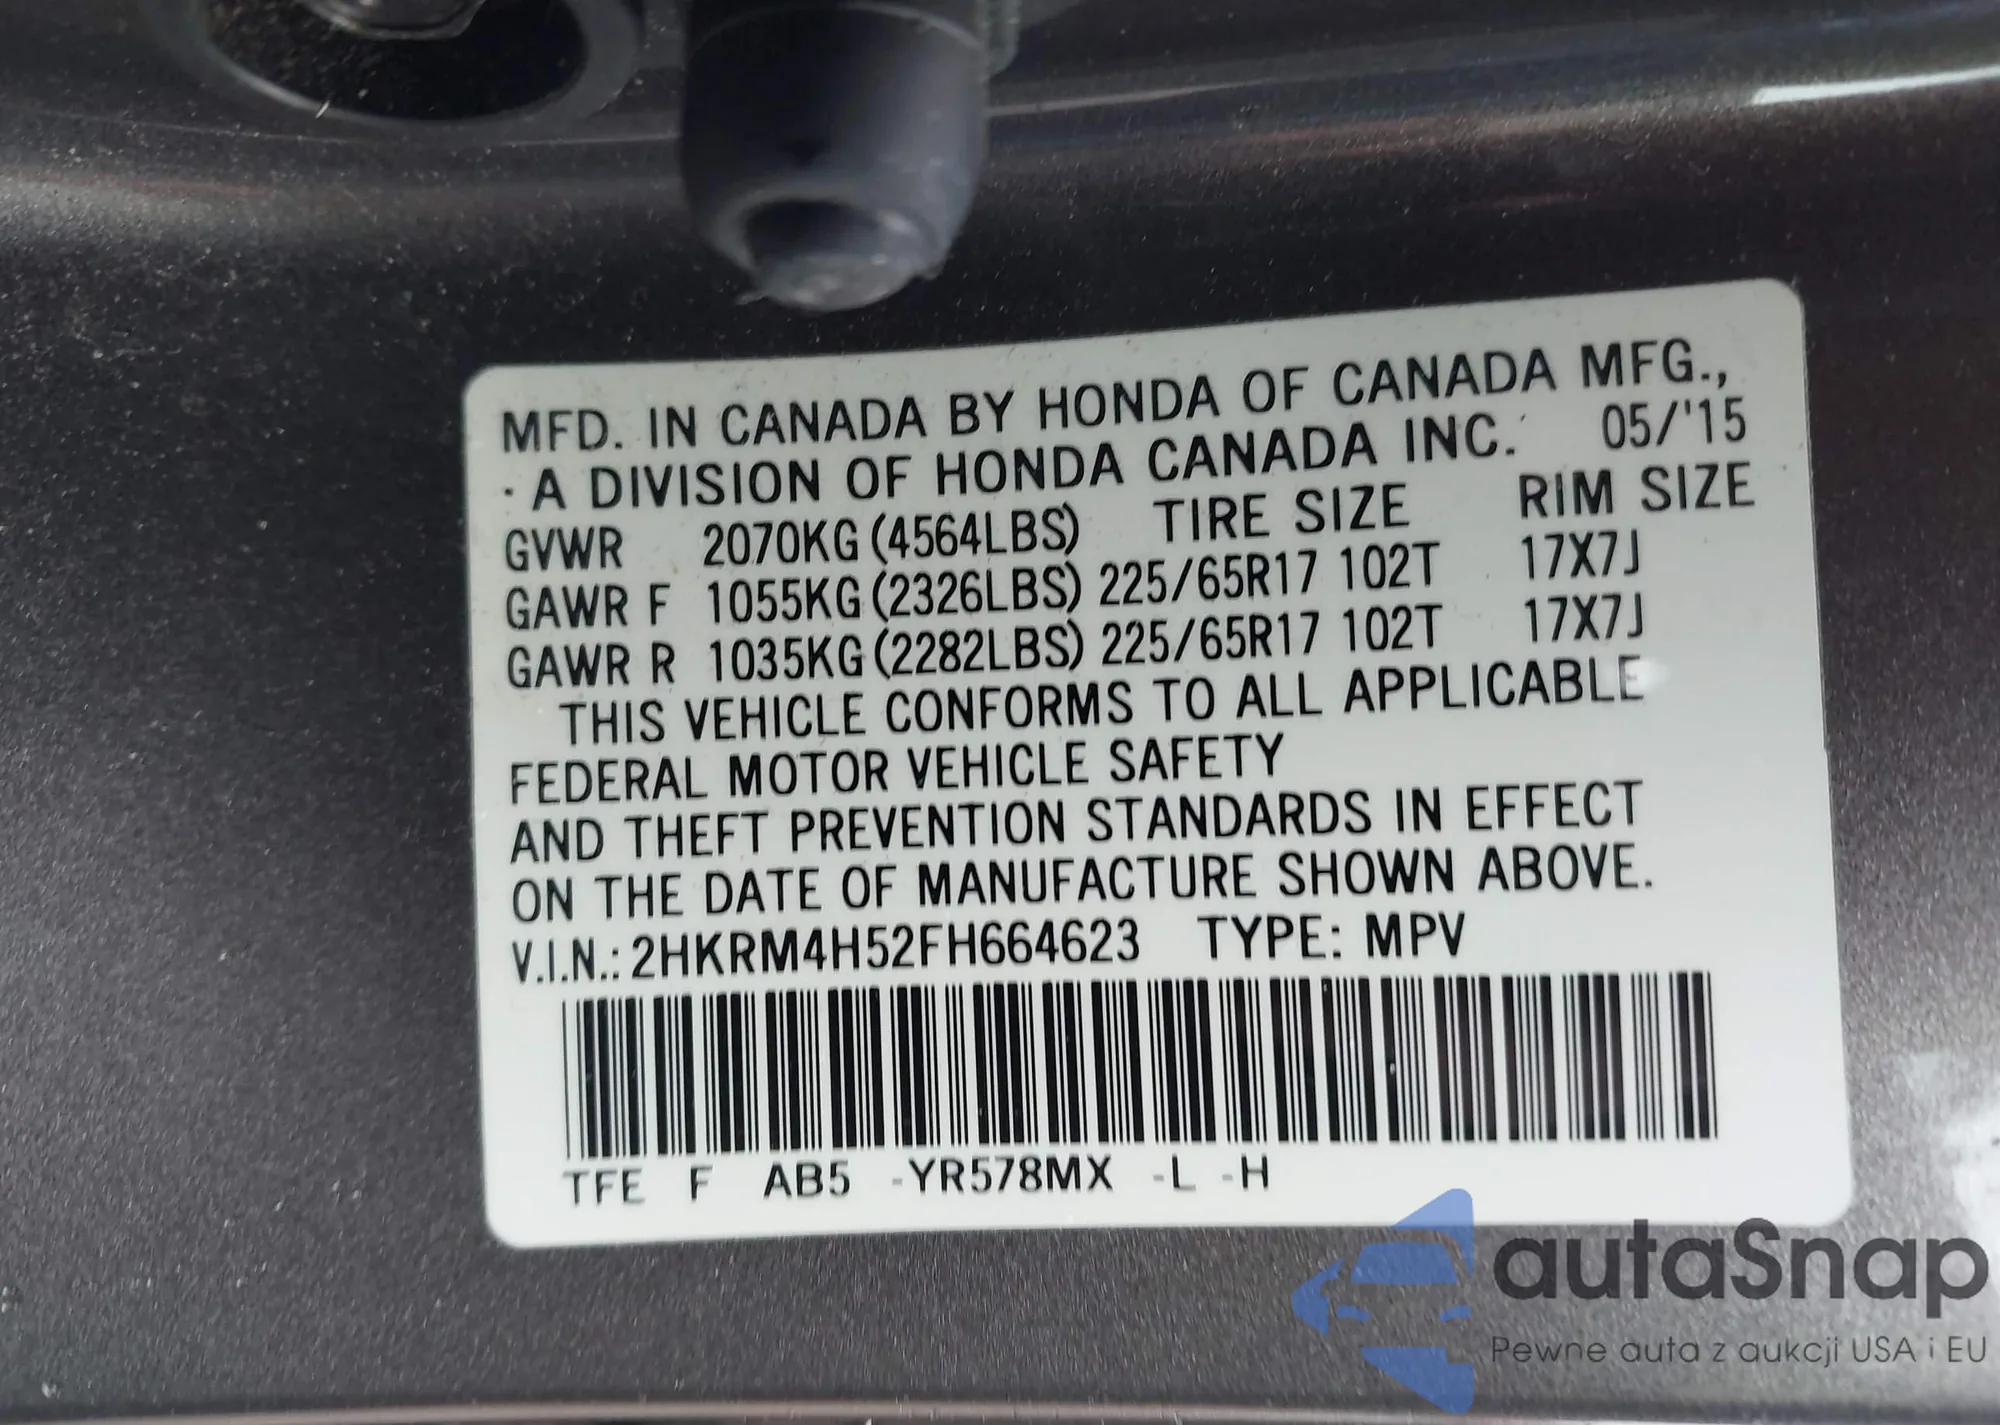 MFD. IN CANADA BY HONDA OF CANADA MFG.,
A DIVISION OF HONDA CANADA INC. 05/'15
GVWR 2070KG (4564LBS) TIRE SIZE RIM SIZE
GAWR F 1055KG (2326LBS) 225/65R17 102T 17X7J
GAWR R 1035KG (2282LBS) 225/65R17 102T 17X7J
THIS VEHICLE CONFORMS TO ALL APPLICABLE
FEDERAL MOTOR VEHICLE SAFETY
AND THEFT PREVENTION STANDARDS IN EFFECT
ON THE DATE OF MANUFACTURE SHOWN ABOVE.
V.I.N.: 2HKRM4H52FH664623 TYPE: MPV
TFE F AB5 -YR578MX -L -H
autaSnap
Pewne auta z aukcji USA i EU